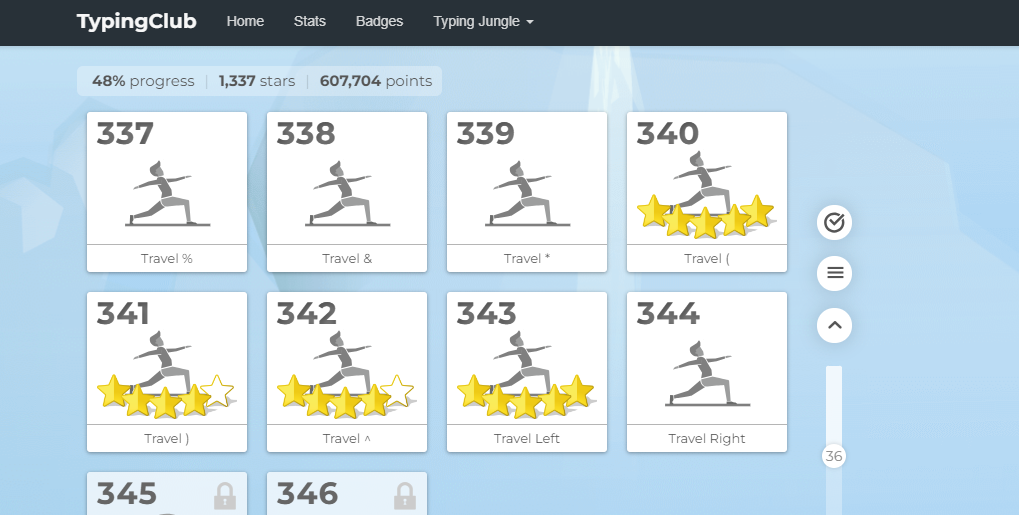 TypingClub Home Stats Badges Typing Jungle
48% progress | 1,337 stars | 607,704 points
337 338 339 340
Travel % Travel & Travel * Travel (
341 342 343 344
Travel ) Travel ^ Travel Left Travel Right
36
345 346